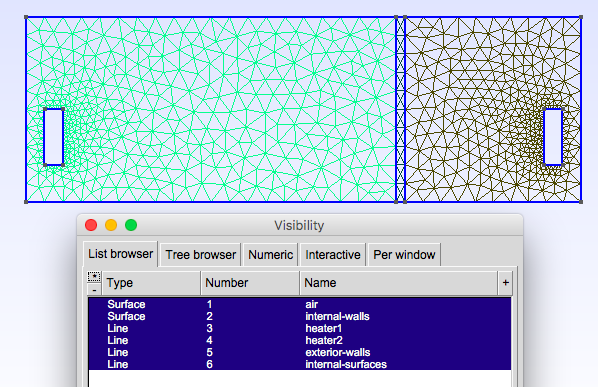 Visibility
List browser Tree browser Numeric Interactive Per window
* Type Number Name +
-
Surface 1 air
Surface 2 internal-walls
Line 3 heater1
Line 4 heater2
Line 5 exterior-walls
Line 6 internal-surfaces